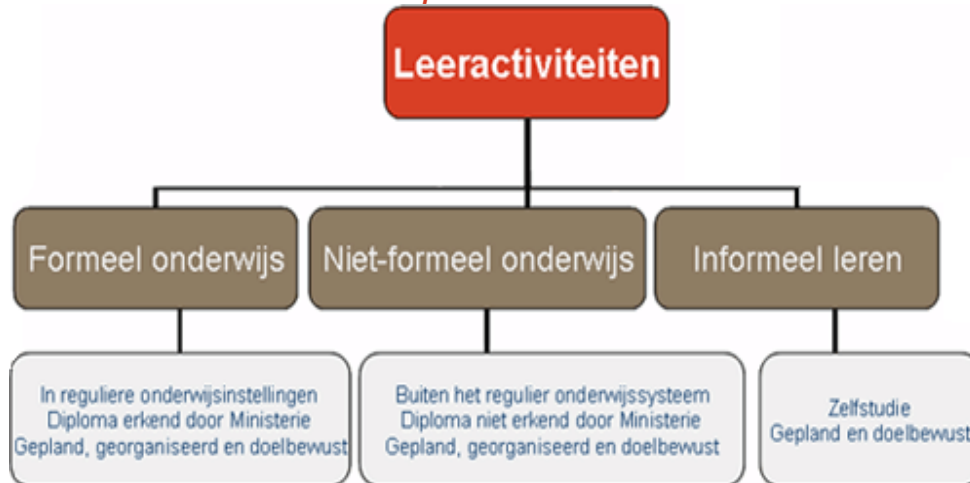 Leeractiviteiten
Formeel onderwijs
Niet-formeel onderwijs
Informeel leren
In reguliere onderwijsinstellingen
Diploma erkend door Ministerie
Gepland, georganiseerd en doelbewust
Buiten het regulier onderwijssysteem
Diploma niet erkend door Ministerie
Gepland, georganiseerd en doelbewust
Zelfstudie
Gepland en doelbewust